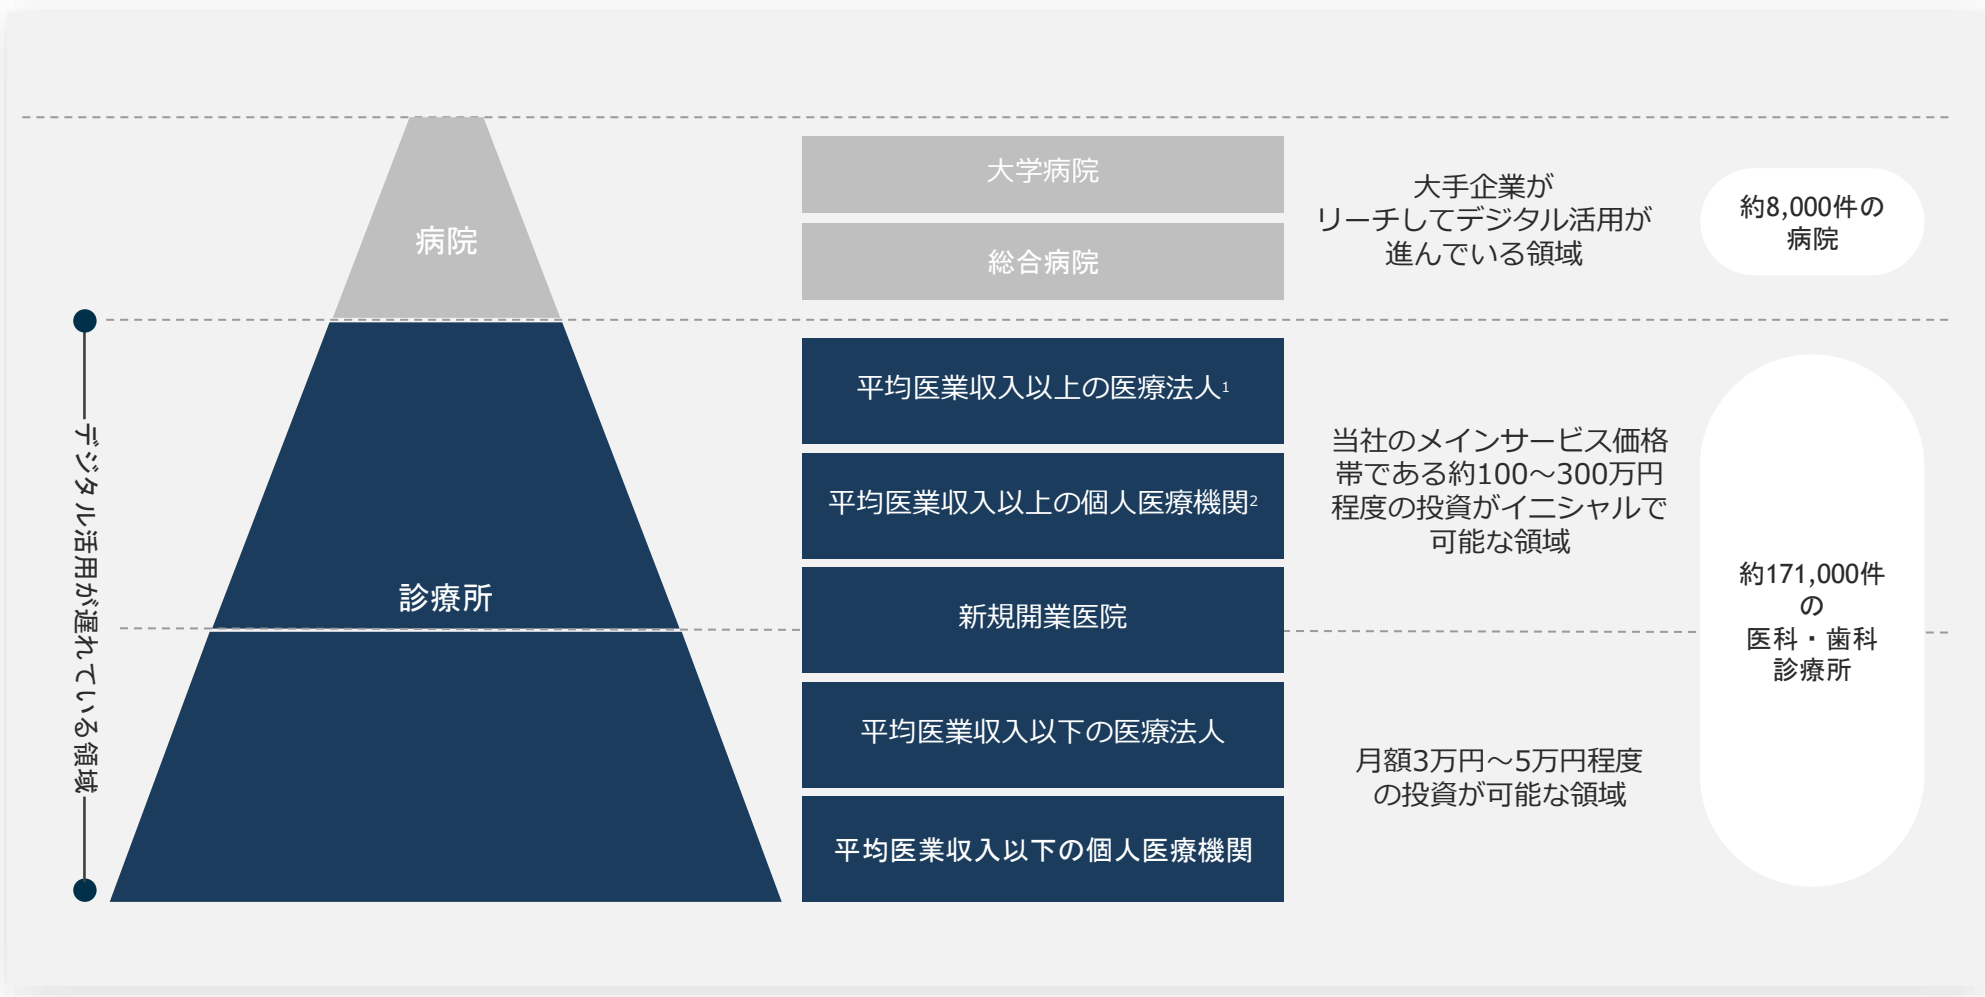 病院
大学病院
総合病院
大手企業が
リーチしてデジタル活用が
進んでいる領域
約8,000件の
病院
デジタル活用が遅れている領域
診療所
平均医業収入以上の医療法人1
平均医業収入以上の個人医療機関2
新規開業医院
平均医業収入以下の医療法人
平均医業収入以下の個人医療機関
当社のメインサービス価格
帯である約100～300万円
程度の投資がイニシャルで
可能な領域
月額3万円～5万円程度
の投資が可能な領域
約171,000件
の
医科・歯科
診療所